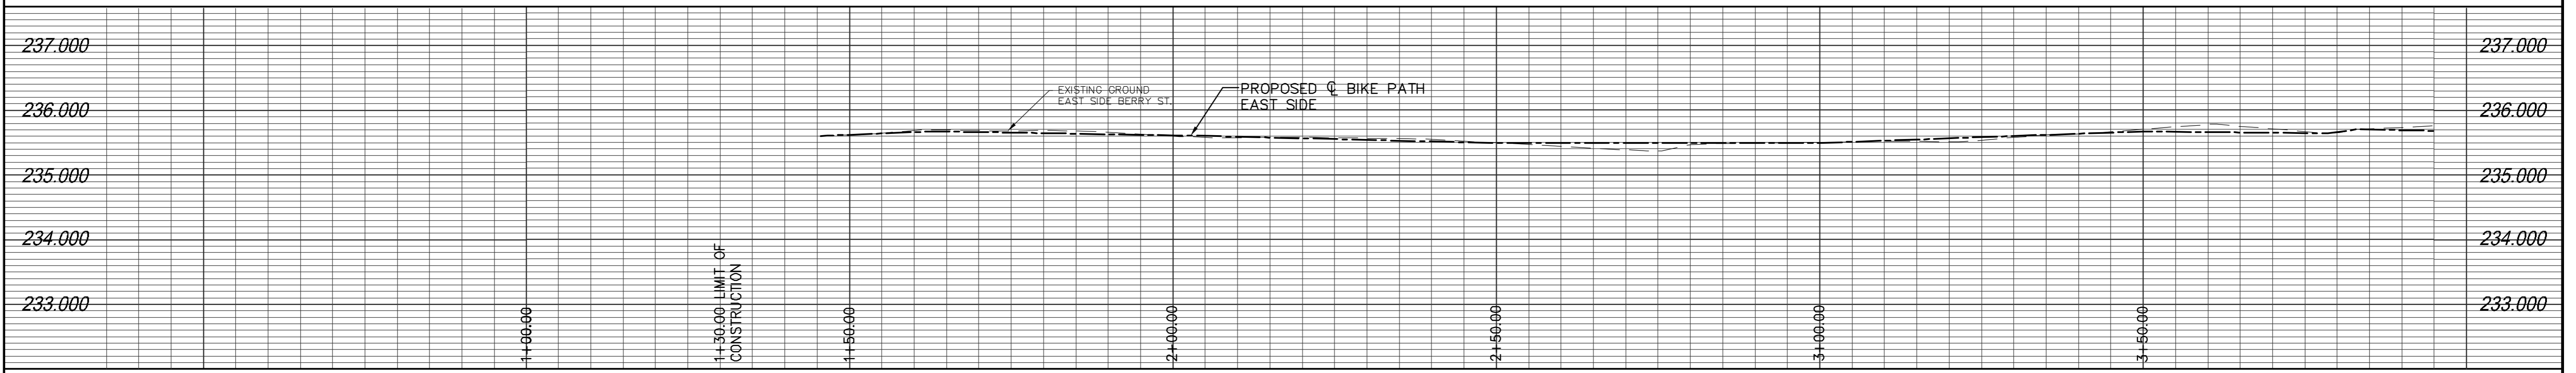 237.000
237.000
EXISTING GROUND
EAST SIDE BERRY ST.
PROPOSED ℄ BIKE PATH
EAST SIDE
236.000
236.000
235.000
235.000
234.000
234.000
233.000
233.000
1+00.00
1+30.00 LIMIT OF
CONSTRUCTION
1+50.00
2+00.00
2+50.00
3+00.00
3+50.00